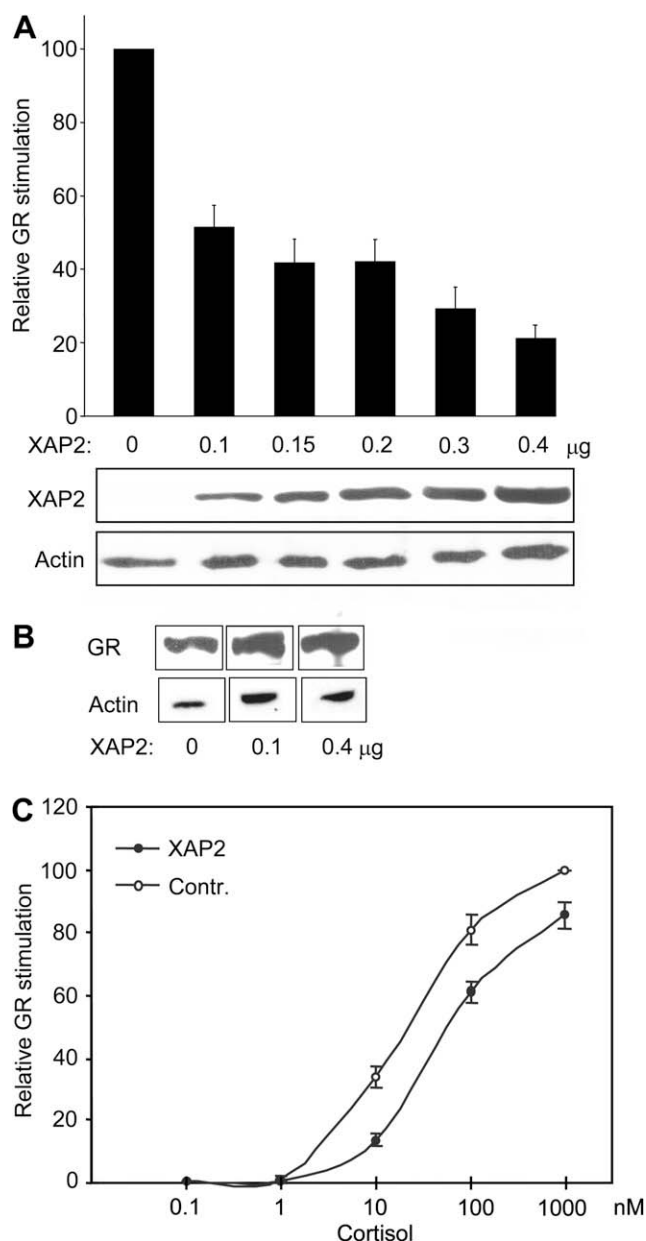 A
Relative GR stimulation
100
80
60
40
20
0
XAP2: 0 0.1 0.15 0.2 0.3 0.4 μg
XAP2
Actin
B
GR
Actin
XAP2: 0 0.1 0.4 μg
C
Relative GR stimulation
120
100
80
60
40
20
0
XAP2
Contr.
0.1 1 10 100 1000 nM
Cortisol